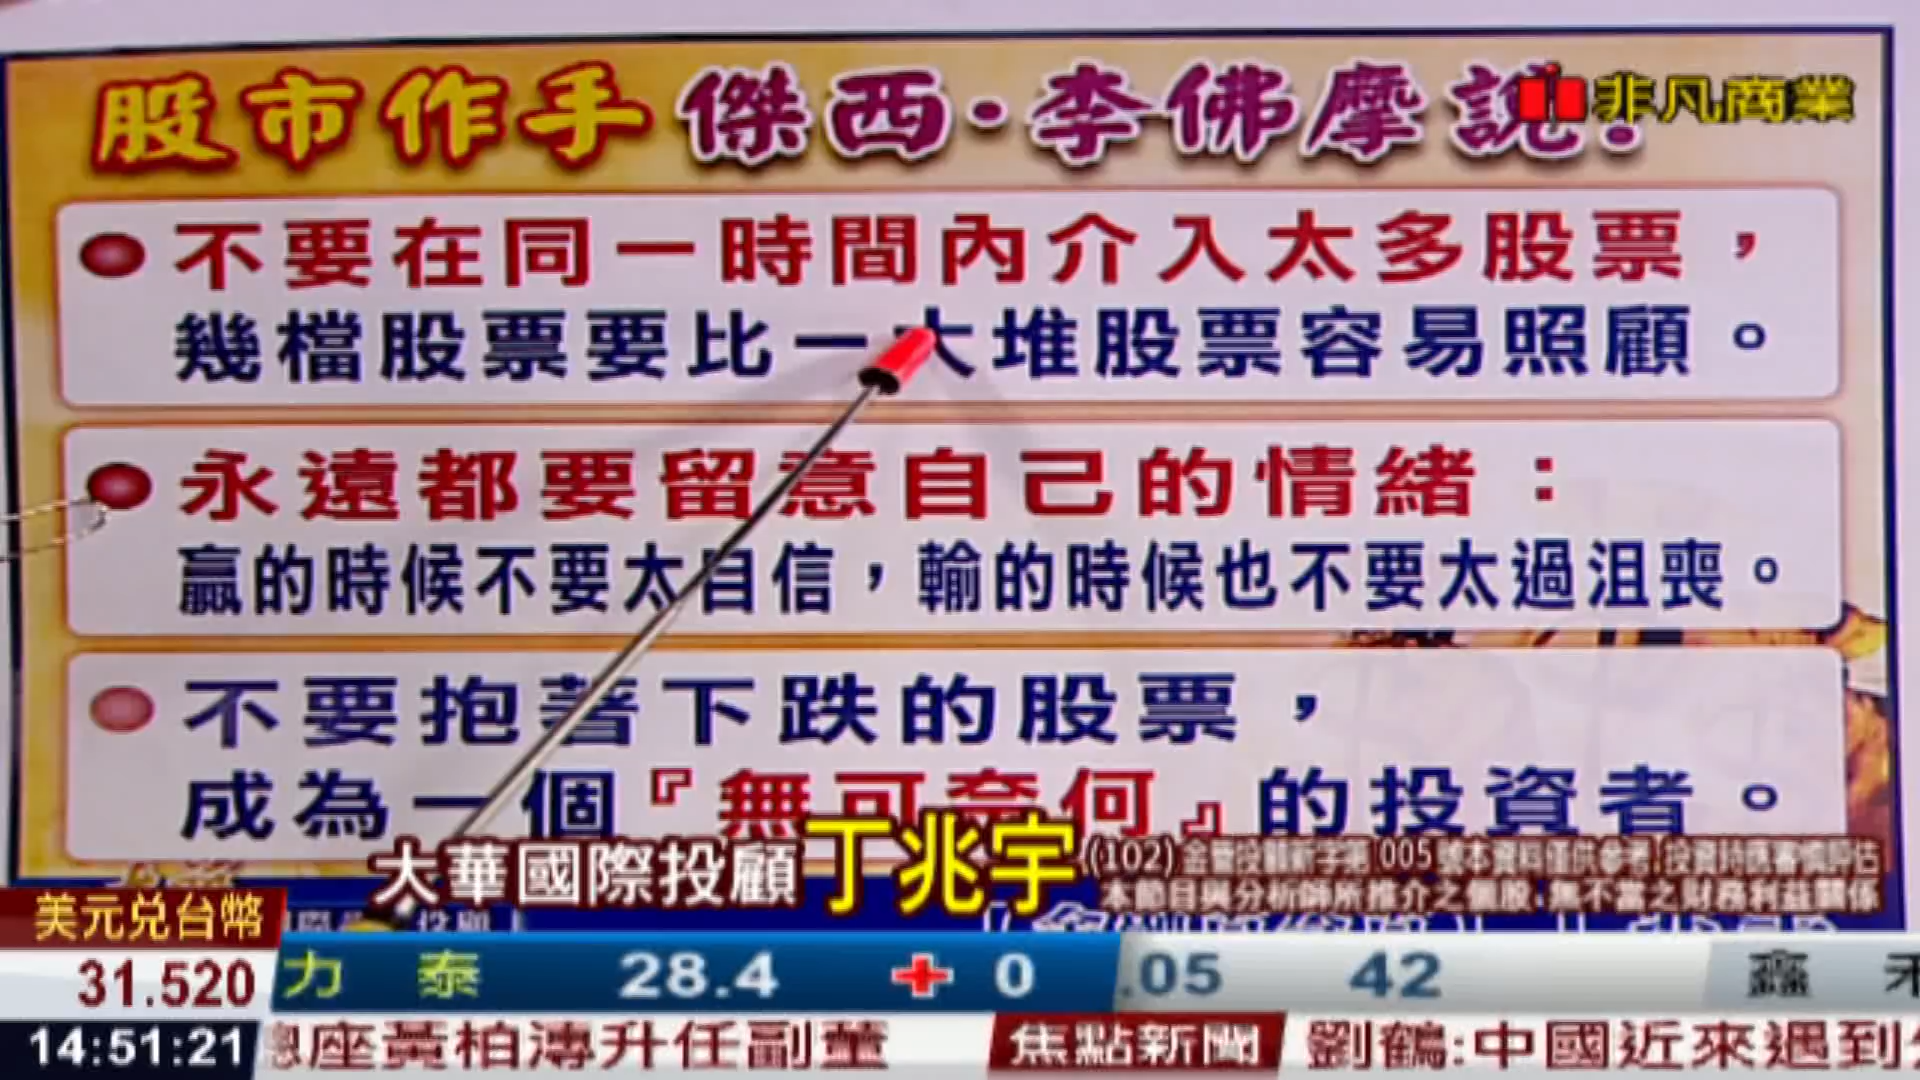 股市作手 傑西·李佛摩說:
非凡商業
不要在同一時間內介入太多股票，
幾檔股票要比一大堆股票容易照顧。
永遠都要留意自己的情緒：
贏的時候不要太自信，輸的時候也不要太過沮喪。
不要抱著下跌的股票，
成為一個『無可奈何』的投資者。
大華國際投顧 丁兆宇
(102)金管投顧新字第005號本資料僅供參考,投資時應審慎評估
本節目與分析師所推介之個股,無不當之財務利益關係
美元兌台幣
31.520
力 泰 28.4 + 0 .05 42 鑫
14:51:21
座黃柏漙升任副董 焦點新聞 劉鶴:中國近來遇到